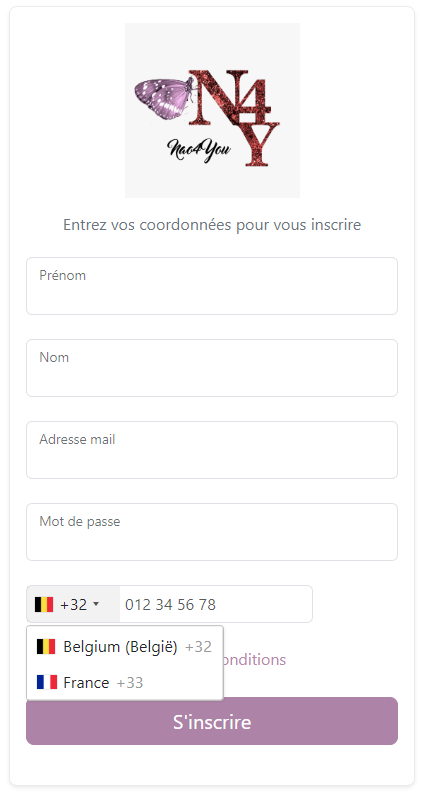 N4
Y
Nao4You
Entrez vos coordonnées pour vous inscrire
Prénom
Nom
Adresse mail
Mot de passe
+32 012 34 56 78
Belgium (België) +32
onditions
France +33
S'inscrire